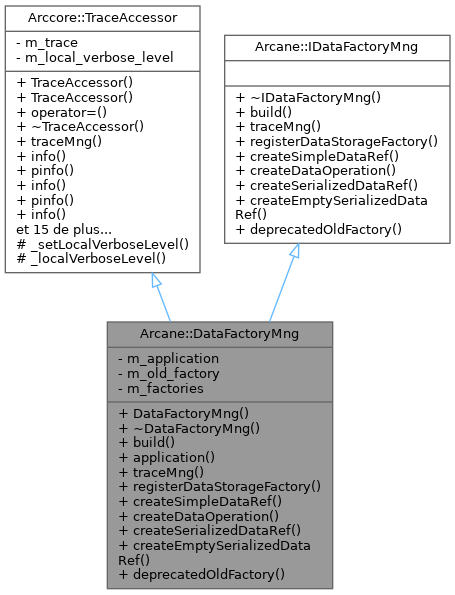 Arccore::TraceAccessor
- m_trace
- m_local_verbose_level
+ TraceAccessor()
+ TraceAccessor()
+ operator=()
+ ~TraceAccessor()
+ traceMng()
+ info()
+ pinfo()
+ info()
+ pinfo()
+ info()
et 15 de plus...
# _setLocalVerboseLevel()
# _localVerboseLevel()
Arcane::IDataFactoryMng
+ ~IDataFactoryMng()
+ build()
+ traceMng()
+ registerDataStorageFactory()
+ createSimpleDataRef()
+ createDataOperation()
+ createSerializedDataRef()
+ createEmptySerializedData
Ref()
+ deprecatedOldFactory()
Arcane::DataFactoryMng
- m_application
- m_old_factory
- m_factories
+ DataFactoryMng()
+ ~DataFactoryMng()
+ build()
+ application()
+ traceMng()
+ registerDataStorageFactory()
+ createSimpleDataRef()
+ createDataOperation()
+ createSerializedDataRef()
+ createEmptySerializedData
Ref()
+ deprecatedOldFactory()